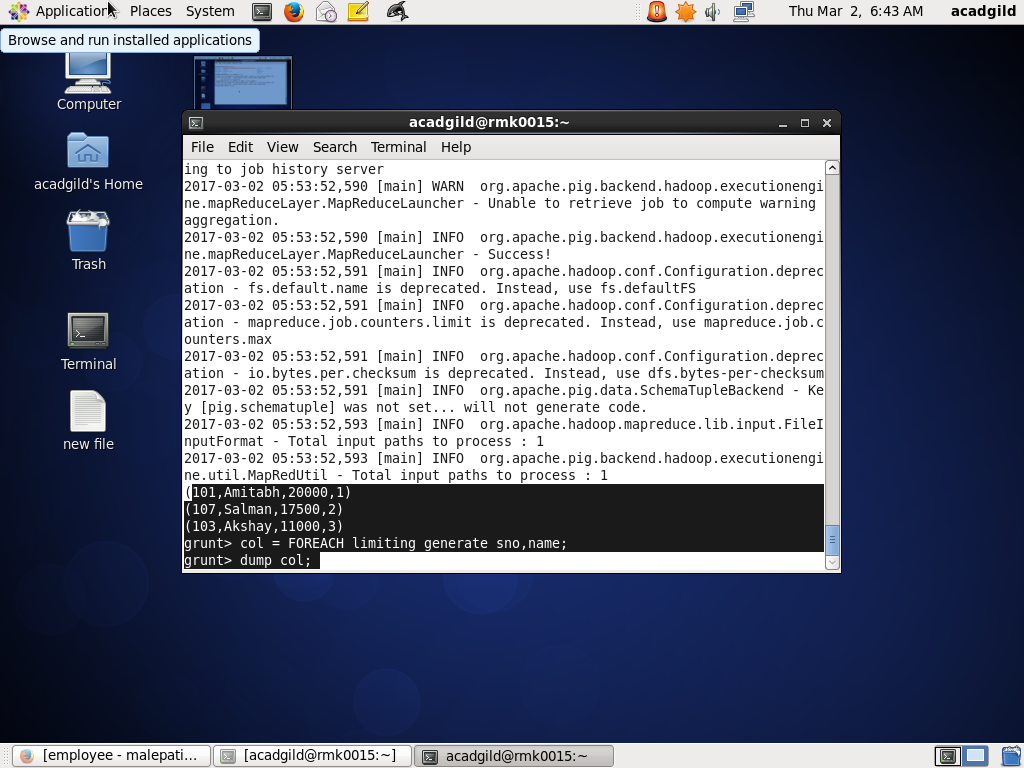 Applications Places System Thu Mar 2, 6:43 AM acadgild
Browse and run installed applications
Computer
acadgild's Home
Trash
Terminal
new file
acadgild@rmk0015:~
File Edit View Search Terminal Help
ing to job history server
2017-03-02 05:53:52,590 [main] WARN  org.apache.pig.backend.hadoop.executionengi
ne.mapReduceLayer.MapReduceLauncher - Unable to retrieve job to compute warning
aggregation.
2017-03-02 05:53:52,590 [main] INFO  org.apache.pig.backend.hadoop.executionengi
ne.mapReduceLayer.MapReduceLauncher - Success!
2017-03-02 05:53:52,591 [main] INFO  org.apache.hadoop.conf.Configuration.deprec
ation - fs.default.name is deprecated. Instead, use fs.defaultFS
2017-03-02 05:53:52,591 [main] INFO  org.apache.hadoop.conf.Configuration.deprec
ation - mapreduce.job.counters.limit is deprecated. Instead, use mapreduce.job.c
ounters.max
2017-03-02 05:53:52,591 [main] INFO  org.apache.hadoop.conf.Configuration.deprec
ation - io.bytes.per.checksum is deprecated. Instead, use dfs.bytes-per-checksum
2017-03-02 05:53:52,591 [main] INFO  org.apache.pig.data.SchemaTupleBackend - Ke
y [pig.schematuple] was not set... will not generate code.
2017-03-02 05:53:52,593 [main] INFO  org.apache.hadoop.mapreduce.lib.input.FileI
nputFormat - Total input paths to process : 1
2017-03-02 05:53:52,593 [main] INFO  org.apache.pig.backend.hadoop.executionengi
ne.util.MapRedUtil - Total input paths to process : 1
(101,Amitabh,20000,1)
(107,Salman,17500,2)
(103,Akshay,11000,3)
grunt> col = FOREACH limiting generate sno,name;
grunt> dump col;
[employee - malepati... [acadgild@rmk0015:~] acadgild@rmk0015:~